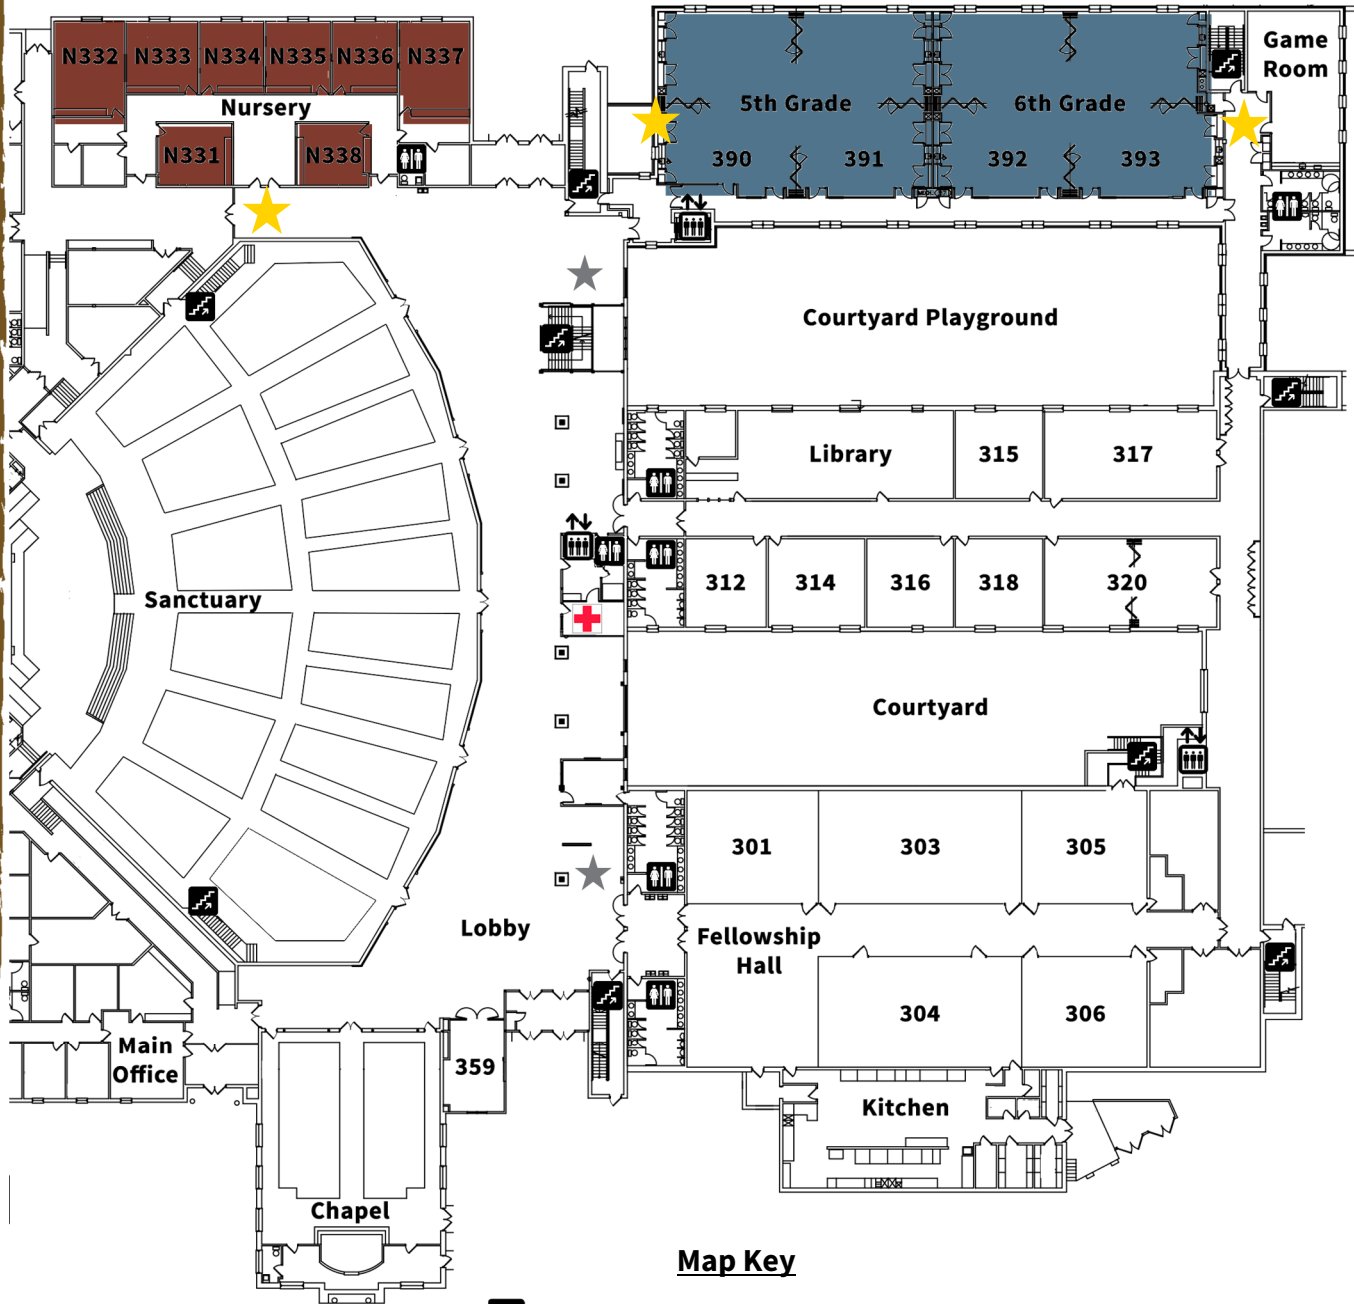 N332 N333 N334 N335 N336 N337
Nursery
N331 N338
5th Grade 6th Grade
390 391 392 393
Game
Room
Courtyard Playground
Library 315 317
312 314 316 318 320
Sanctuary
Courtyard
301 303 305
Lobby
Fellowship
Hall
304 306
Main
Office
359
Kitchen
Chapel
Map Key